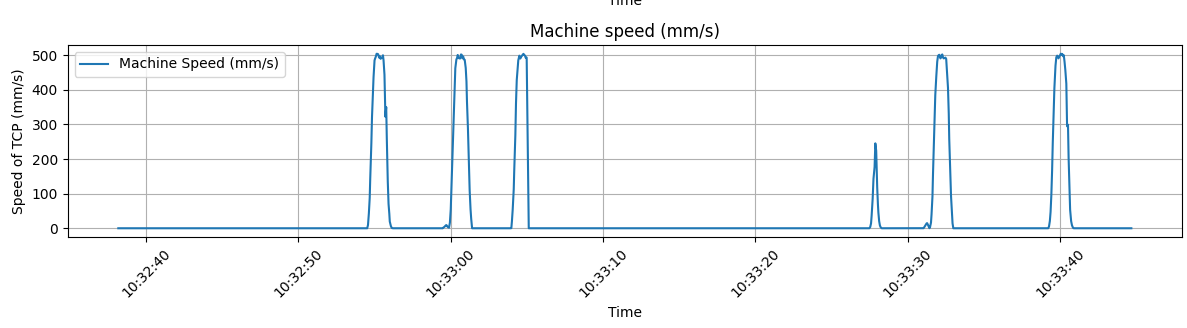 Time
Machine speed (mm/s)
Machine Speed (mm/s)
Speed of TCP (mm/s)
500
400
300
200
100
0
10:32:40
10:32:50
10:33:00
10:33:10
10:33:20
10:33:30
10:33:40
Time